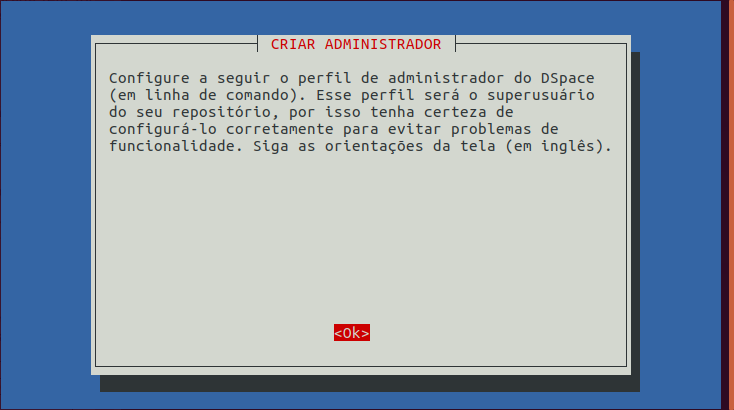 CRIAR ADMINISTRADOR
Configure a seguir o perfil de administrador do DSpace
(em linha de comando). Esse perfil será o superusuário
do seu repositório, por isso tenha certeza de
configurá-lo corretamente para evitar problemas de
funcionalidade. Siga as orientações da tela (em inglês).
<Ok>